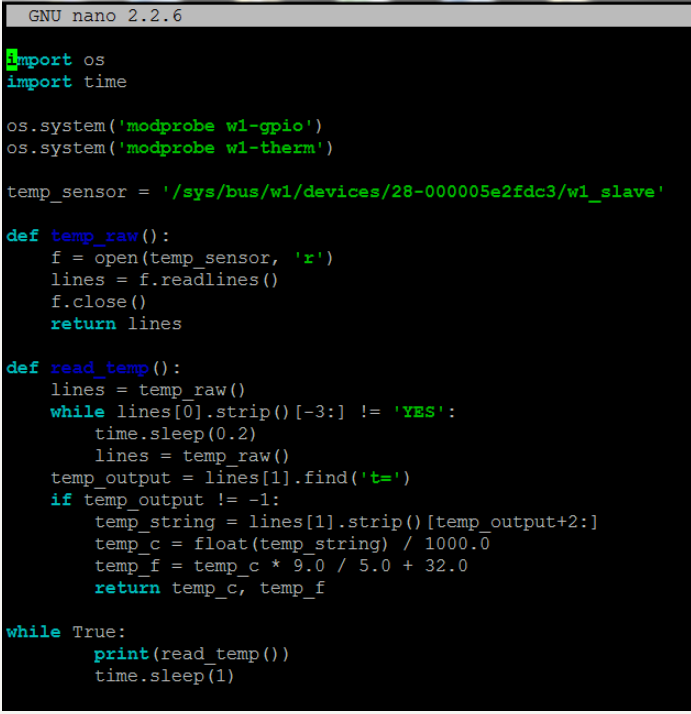 GNU nano 2.2.6
import os
import time
os.system('modprobe w1-gpio')
os.system('modprobe w1-therm')
temp_sensor = '/sys/bus/w1/devices/28-000005e2fdc3/w1_slave'
def temp_raw():
    f = open(temp_sensor, 'r')
    lines = f.readlines()
    f.close()
    return lines
def read_temp():
    lines = temp_raw()
    while lines[0].strip()[-3:] != 'YES':
        time.sleep(0.2)
        lines = temp_raw()
    temp_output = lines[1].find('t=')
    if temp_output != -1:
        temp_string = lines[1].strip()[temp_output+2:]
        temp_c = float(temp_string) / 1000.0
        temp_f = temp_c * 9.0 / 5.0 + 32.0
        return temp_c, temp_f
while True:
        print(read_temp())
        time.sleep(1)